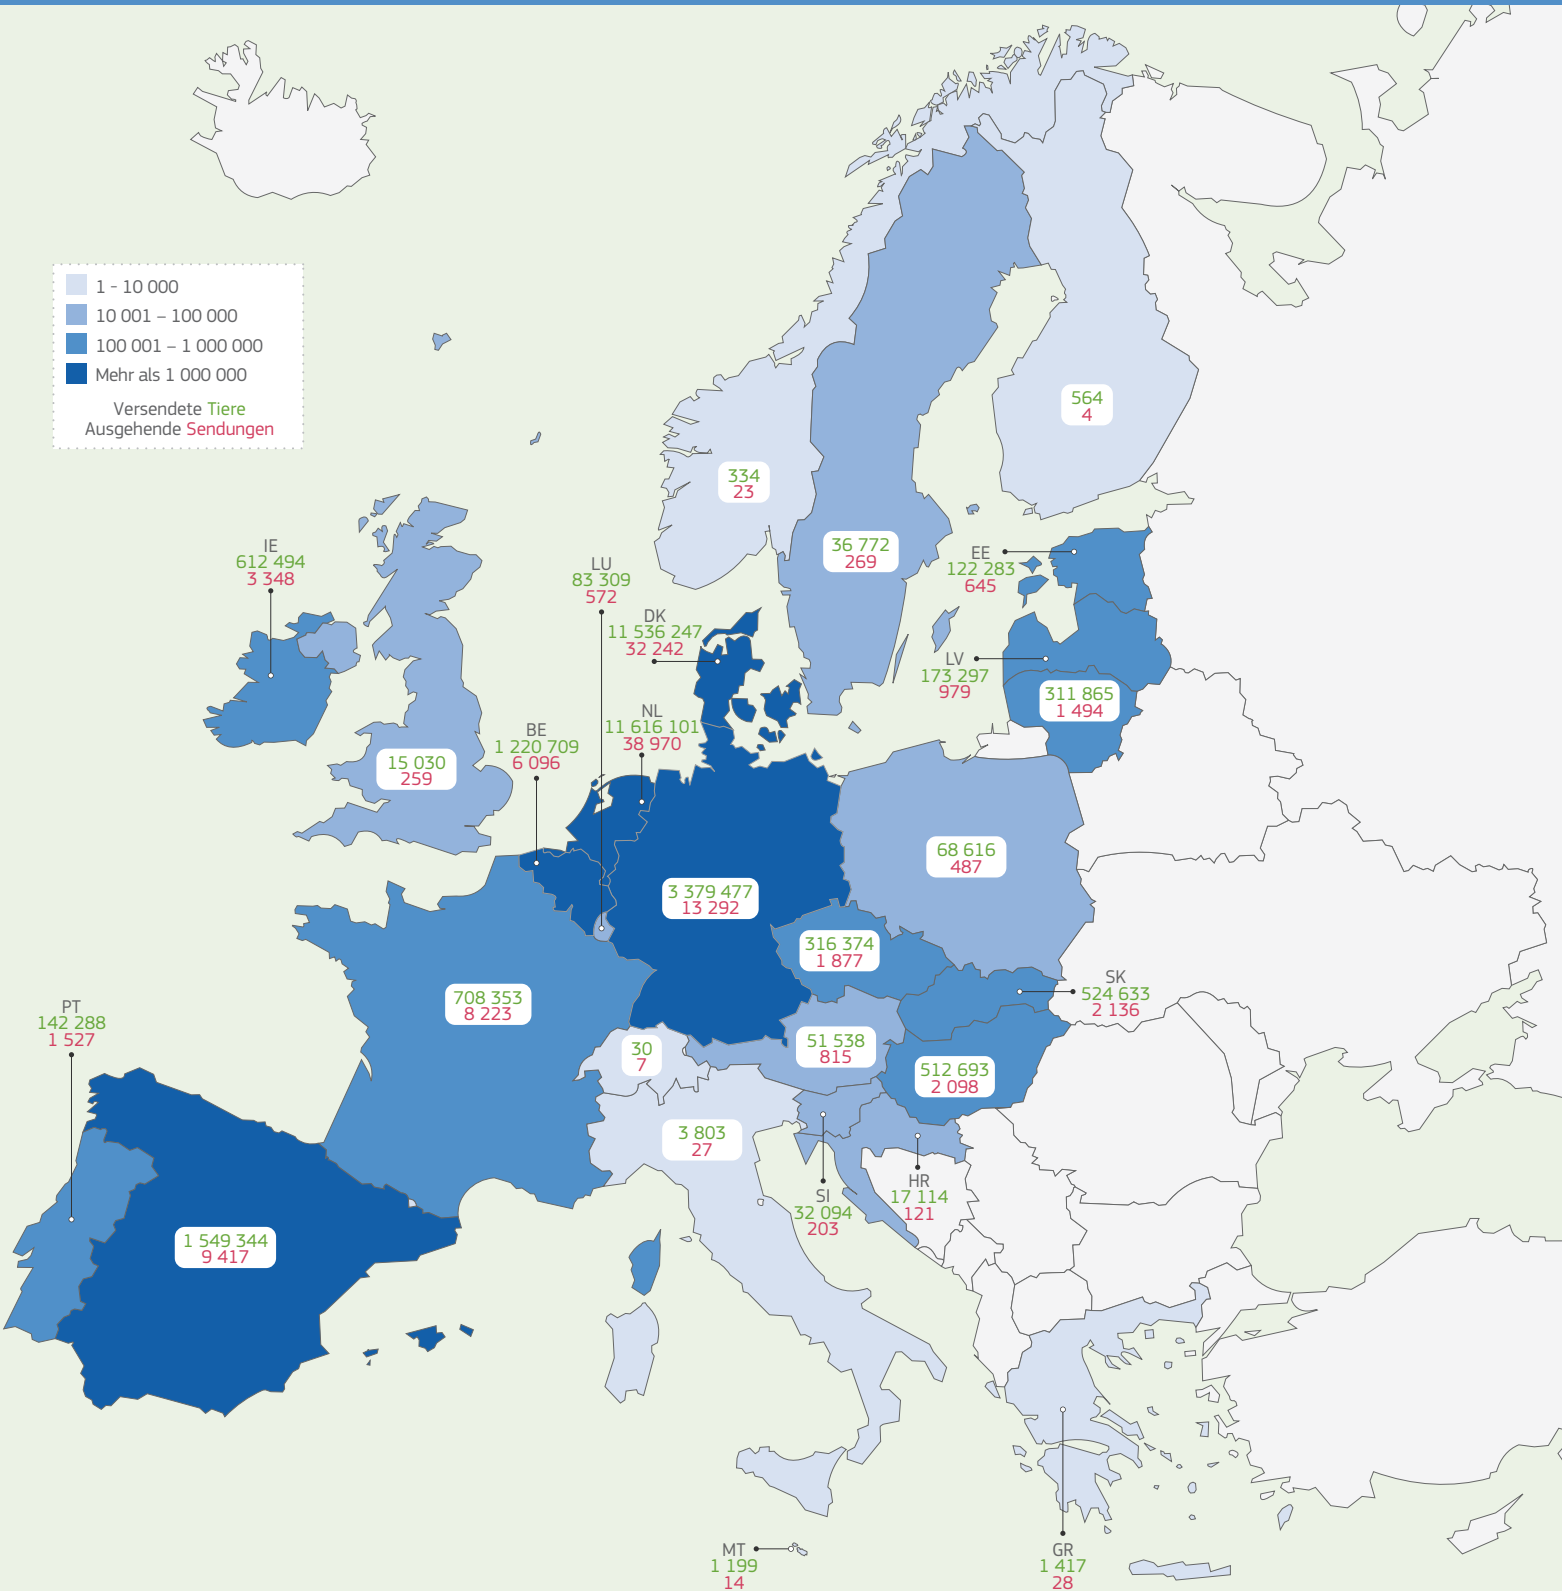 1 - 10 000
10 001 – 100 000
100 001 – 1 000 000
Mehr als 1 000 000
Versendete Tiere
Ausgehende Sendungen
564
4
334
23
36 772
269
IE
612 494
3 348
LU
83 309
572
EE
122 283
645
DK
11 536 247
32 242
LV
173 297
979
311 865
1 494
NL
11 616 101
38 970
BE
1 220 709
6 096
15 030
259
68 616
487
3 379 477
13 292
316 374
1 877
SK
524 633
2 136
708 353
8 223
PT
142 288
1 527
30
7
51 538
815
512 693
2 098
3 803
27
SI
32 094
203
HR
17 114
121
1 549 344
9 417
MT
1 199
14
GR
1 417
28